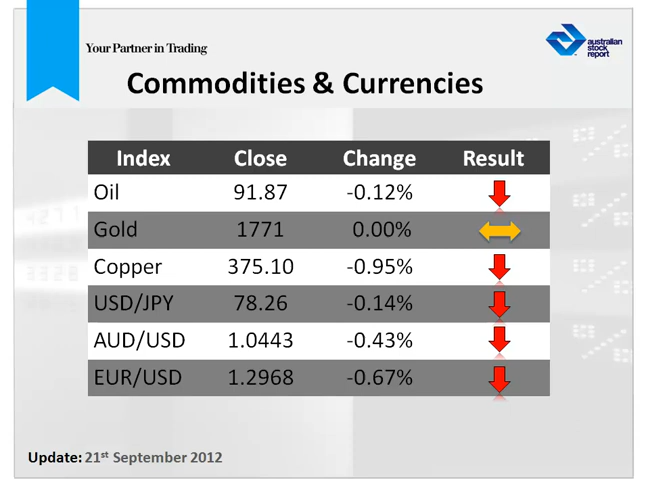 Your Partner in Trading
australian
stock
report
Commodities & Currencies
Index Close Change Result
Oil 91.87 -0.12%
Gold 1771 0.00%
Copper 375.10 -0.95%
USD/JPY 78.26 -0.14%
AUD/USD 1.0443 -0.43%
EUR/USD 1.2968 -0.67%
Update: 21st September 2012